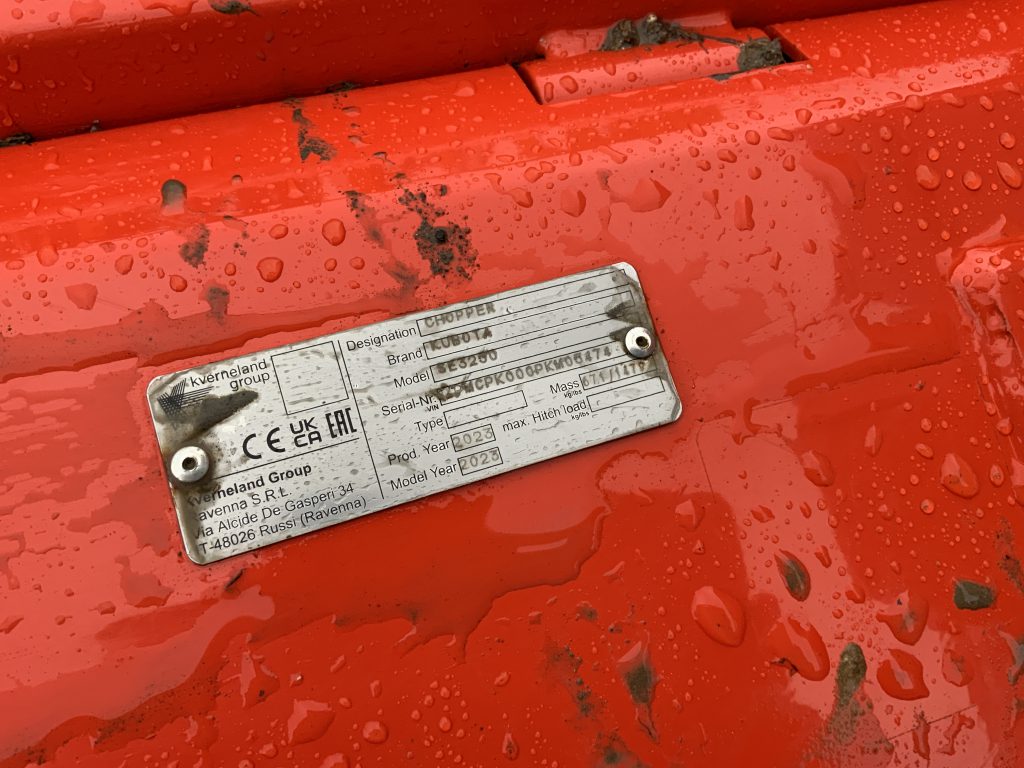 kverneland
group
CE UK
CA EAC
Kverneland Group
Ravenna S.R.L.
Via Alcide De Gasperi 34
IT-48026 Russi (Ravenna)
Designation CHOPPER
Brand KUBOTA
Model SE3280
Serial-Nr.
VIN
Type
Mass
kg/lbs
Prod. Year 2023 max. Hitch load
kg/lbs
Model Year 2023